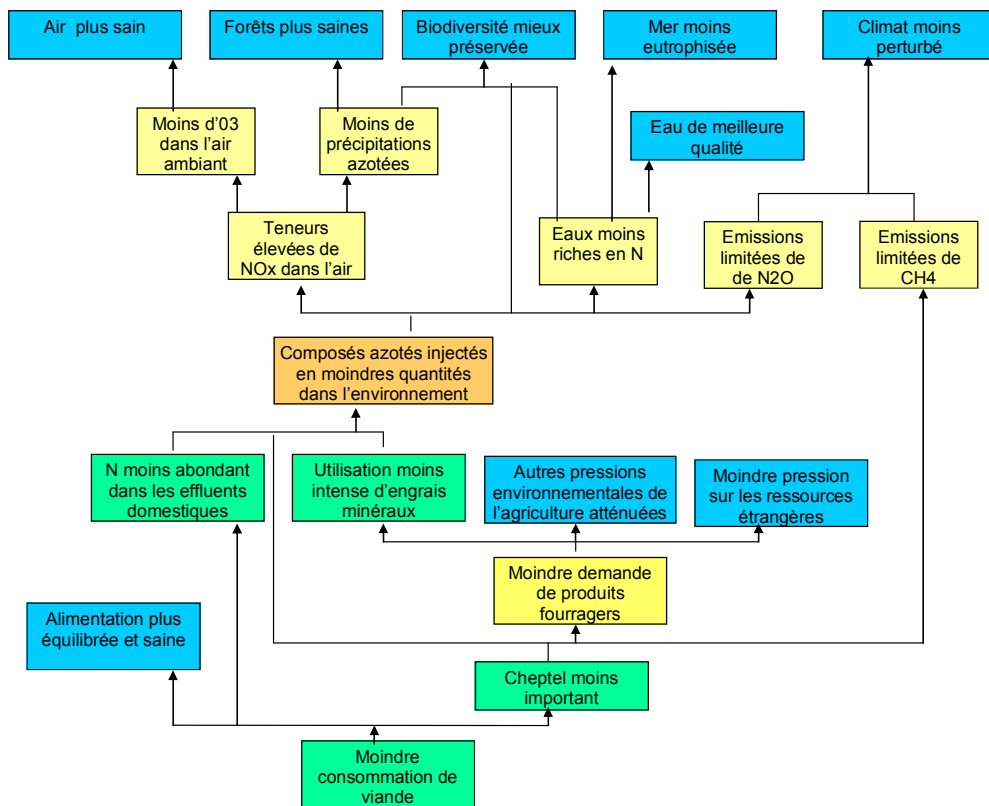 Air plus sain
Forêts plus saines
Biodiversité mieux
préservée
Mer moins
eutrophisée
Climat moins
perturbé
Moins d'03
dans l'air
ambiant
Moins de
précipitations
azotées
Eau de meilleure
qualité
Teneurs
élevées de
NOx dans l'air
Eaux moins
riches en N
Emissions
limitées de
de N2O
Emissions
limitées de
CH4
Composés azotés injectés
en moindres quantités
dans l'environnement
N moins abondant
dans les effluents
domestiques
Utilisation moins
intense d'engrais
minéraux
Autres pressions
environnementales de
l'agriculture atténuées
Moindre pression
sur les ressources
étrangères
Moindre demande
de produits
fourragers
Alimentation plus
équilibrée et saine
Cheptel moins
important
Moindre
consommation de
viande